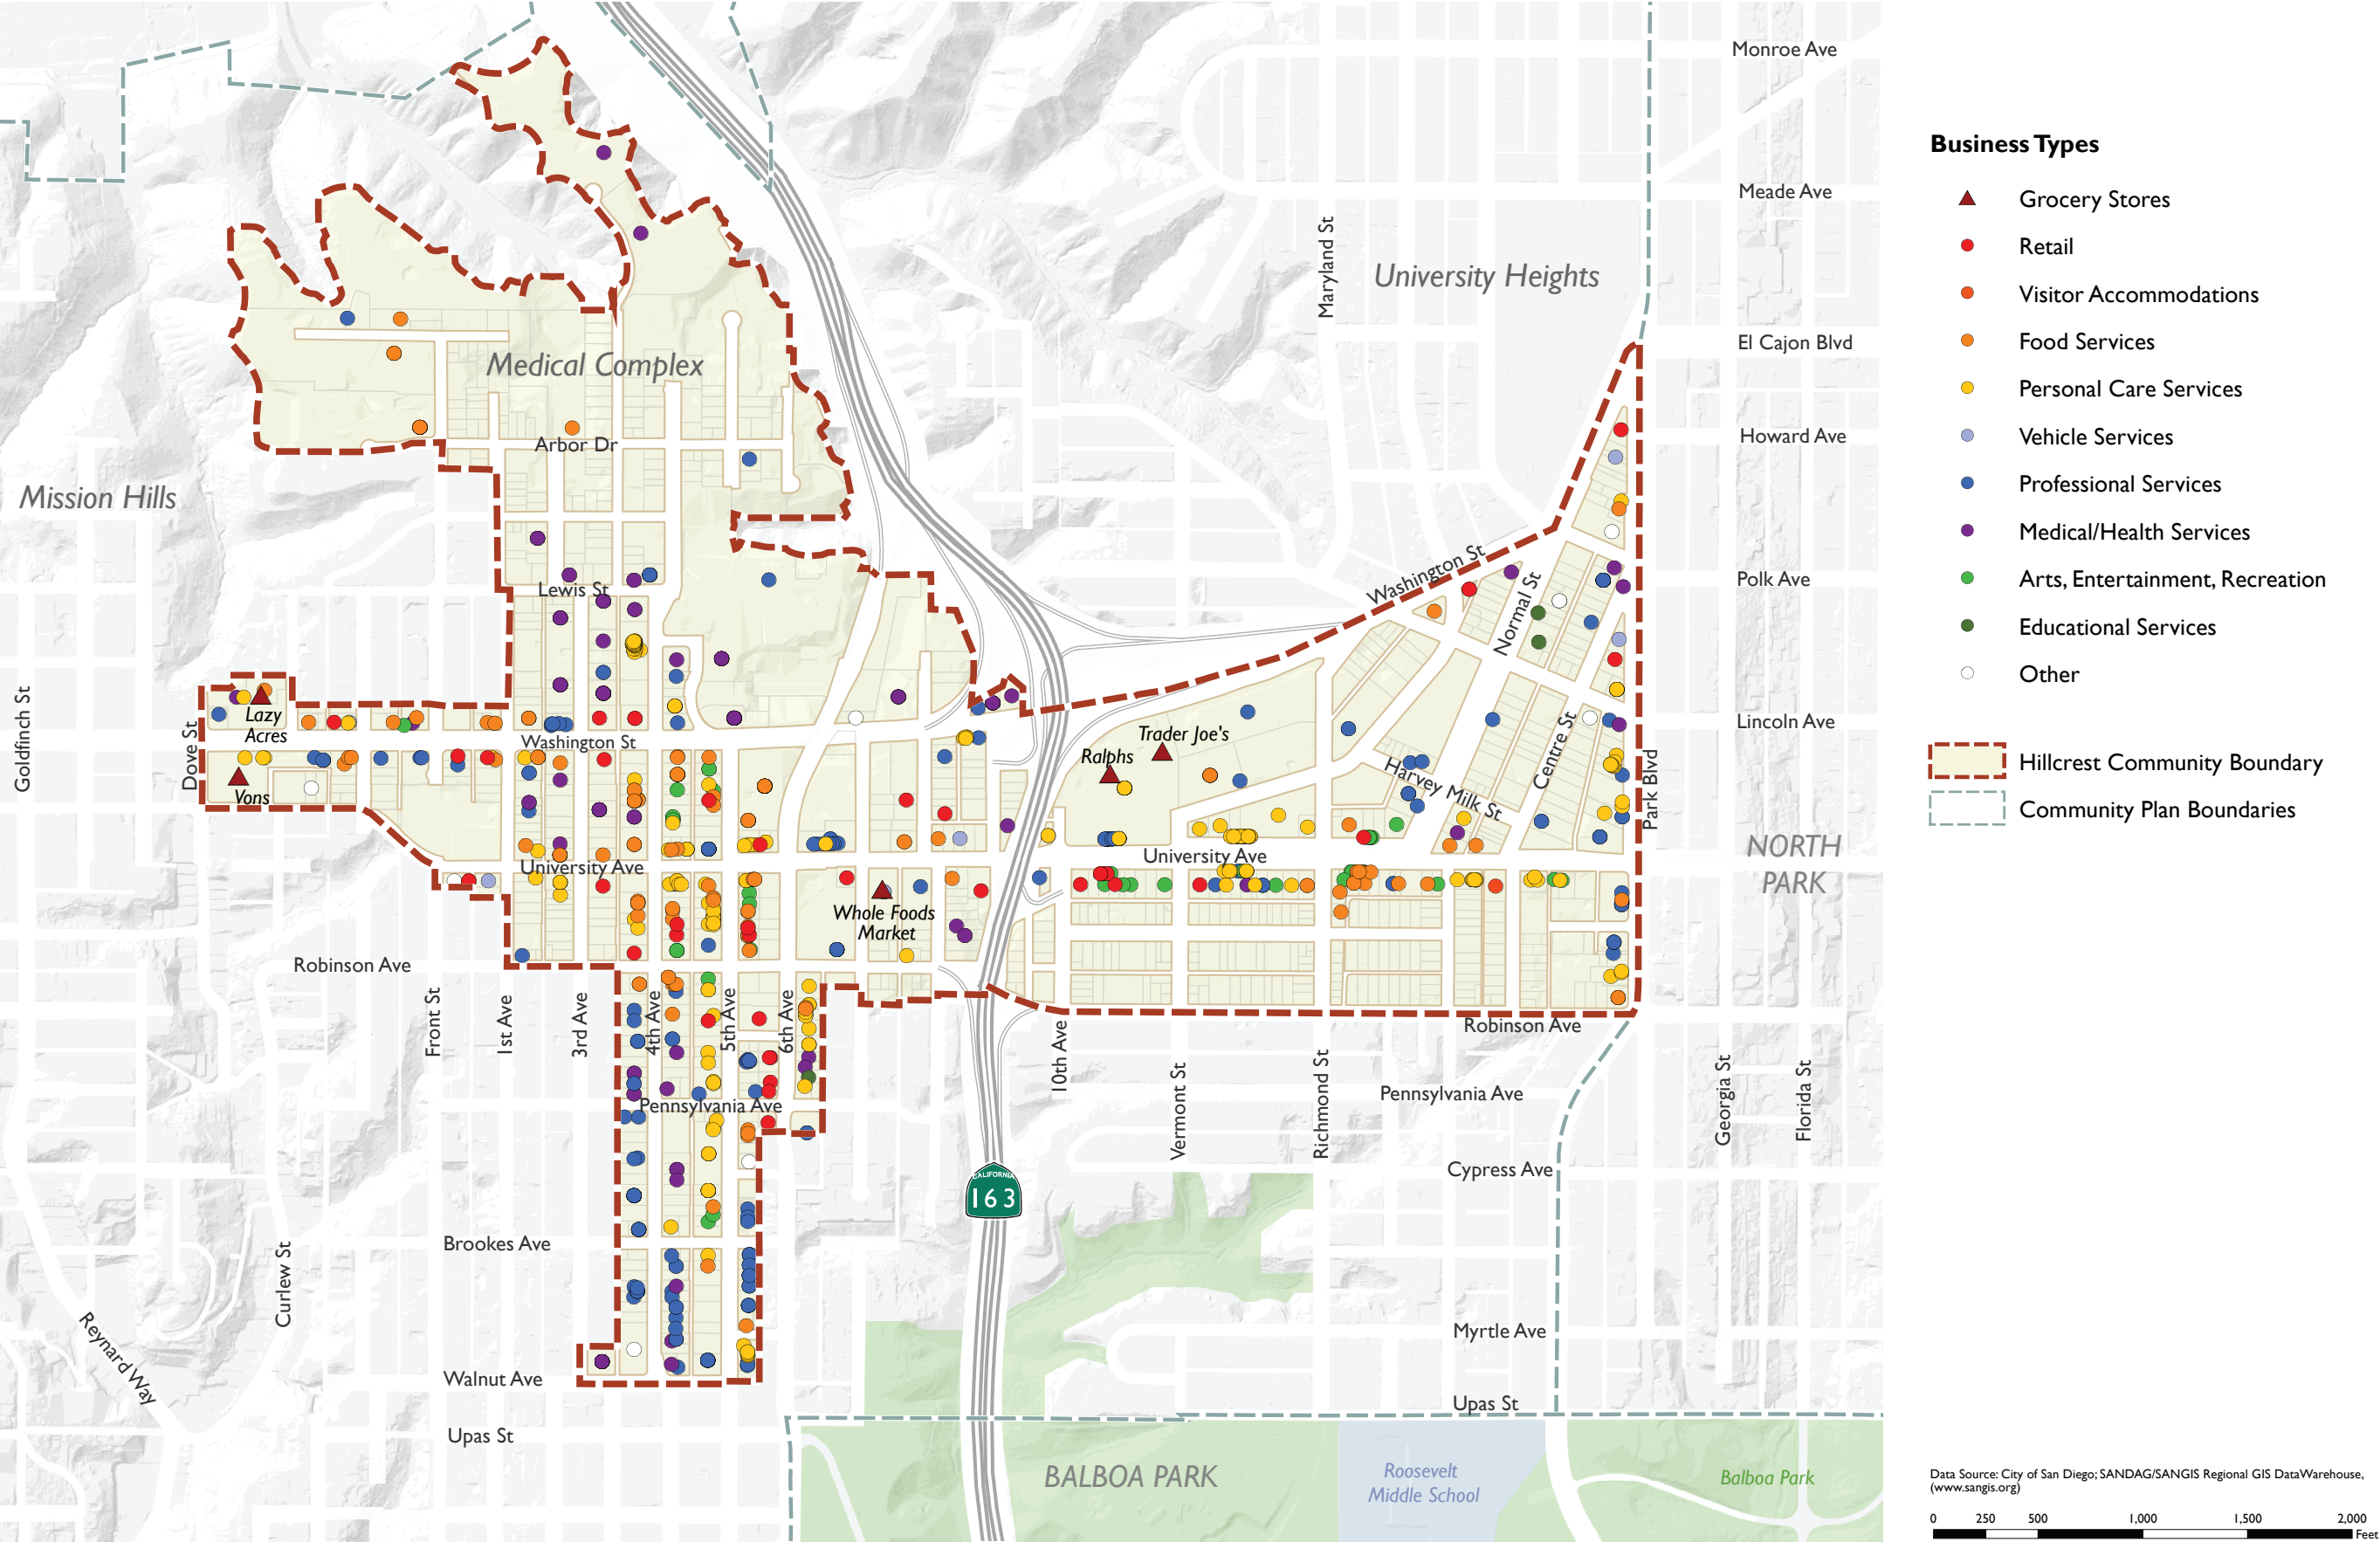 Monroe Ave
Meade Ave
Maryland St
University Heights
El Cajon Blvd
Medical Complex
Howard Ave
Arbor Dr
Mission Hills
Washington St
Normal St
Polk Ave
Lewis St
Goldfinch St
Dove St
Lazy
Acres
Washington St
Vons
Trader Joe's
Ralphs
Lincoln Ave
Centre St
Harvey Milk St
Park Blvd
University Ave
University Ave
NORTH
PARK
Whole Foods
Market
Robinson Ave
Front St
1st Ave
3rd Ave
4th Ave
5th Ave
6th Ave
10th Ave
Vermont St
Richmond St
Robinson Ave
Georgia St
Florida St
Pennsylvania Ave
Pennsylvania Ave
Cypress Ave
CALIFORNIA
163
Brookes Ave
Curlew St
Reynard Way
Myrtle Ave
Walnut Ave
Upas St
Upas St
BALBOA PARK
Roosevelt
Middle School
Balboa Park
Business Types
Grocery Stores
Retail
Visitor Accommodations
Food Services
Personal Care Services
Vehicle Services
Professional Services
Medical/Health Services
Arts, Entertainment, Recreation
Educational Services
Other
Hillcrest Community Boundary
Community Plan Boundaries
Data Source: City of San Diego; SANDAG/SANGIS Regional GIS DataWarehouse,
(www.sangis.org)
0 250 500 1,000 1,500 2,000
Feet